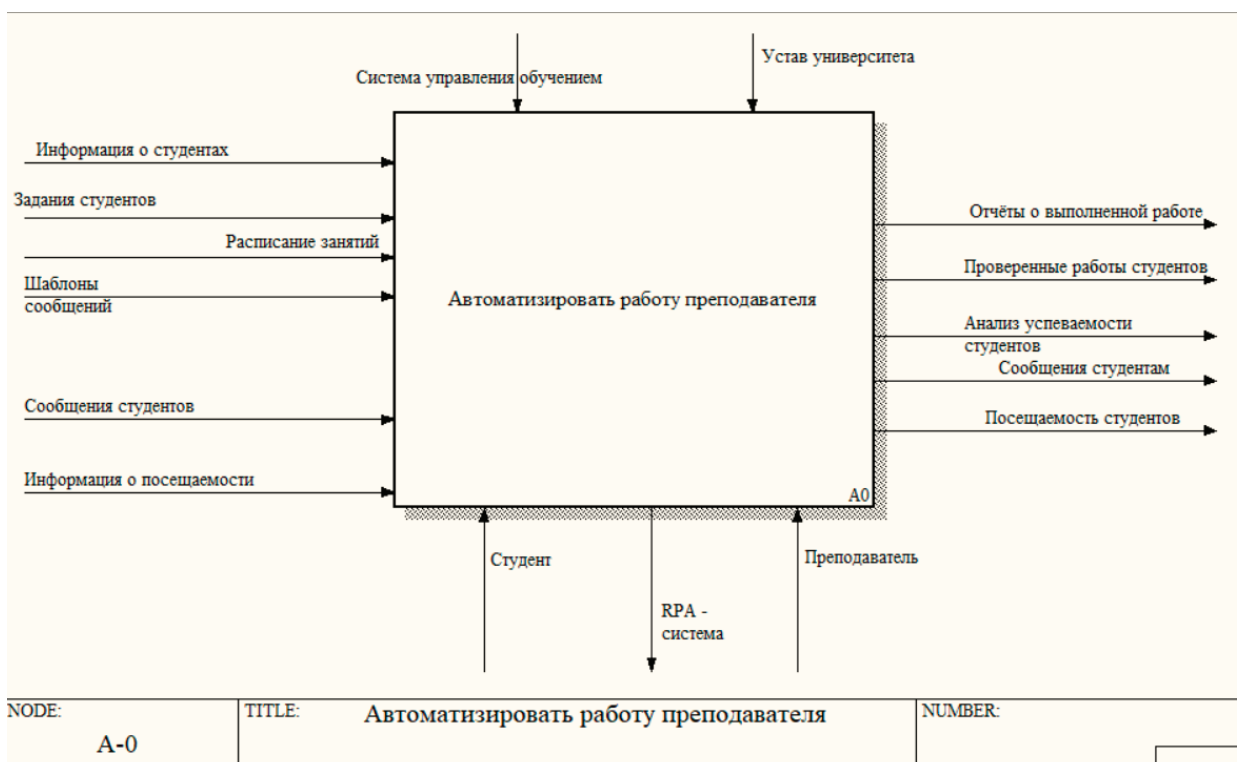 Устав университета
Система управления обучением
Информация о студентах
Задания студентов
Расписание занятий
Шаблоны
сообщений
Сообщения студентов
Информация о посещаемости
Автоматизировать работу преподавателя
A0
Отчёты о выполненной работе
Проверенные работы студентов
Анализ успеваемости
студентов
Сообщения студентам
Посещаемость студентов
Студент
RPA -
система
Преподаватель
NODE:
A-0
TITLE:
Автоматизировать работу преподавателя
NUMBER: